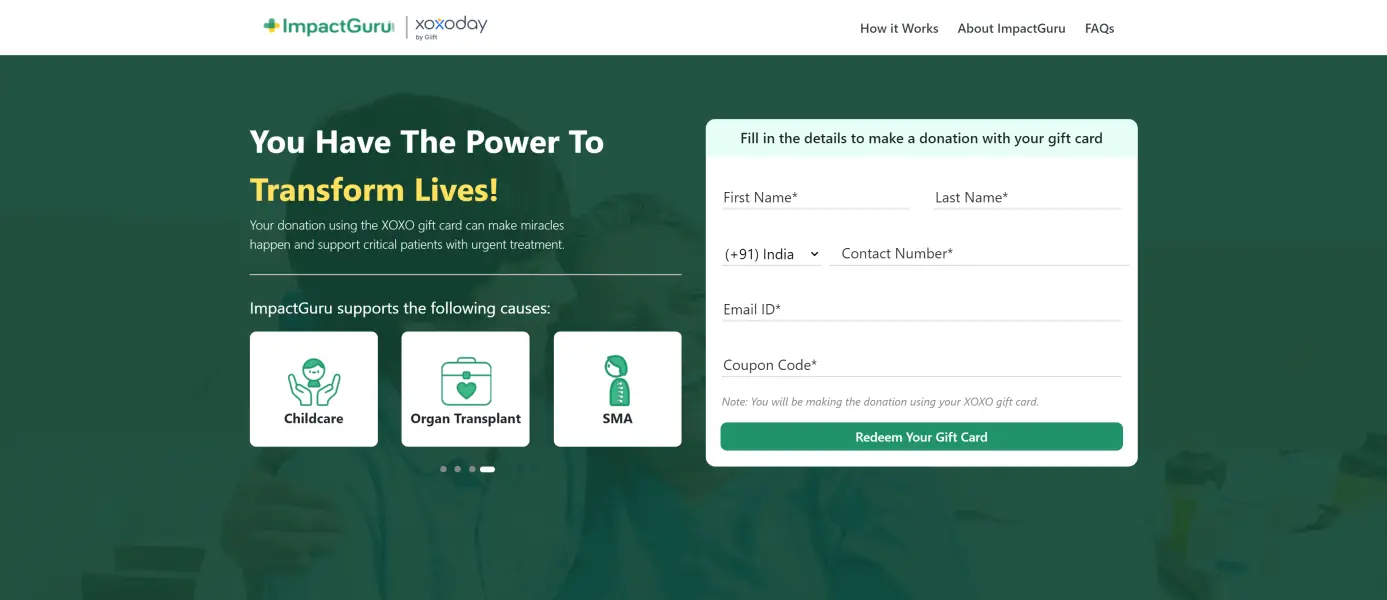 ImpactGuru
xoxoday
by Giift
How it Works
About ImpactGuru
FAQs
You Have The Power To
Transform Lives!
Your donation using the XOXO gift card can make miracles
happen and support critical patients with urgent treatment.
ImpactGuru supports the following causes:
Childcare
Organ Transplant
SMA
Fill in the details to make a donation with your gift card
First Name*
Last Name*
(+91) India
Contact Number*
Email ID*
Coupon Code*
Note: You will be making the donation using your XOXO gift card.
Redeem Your Gift Card